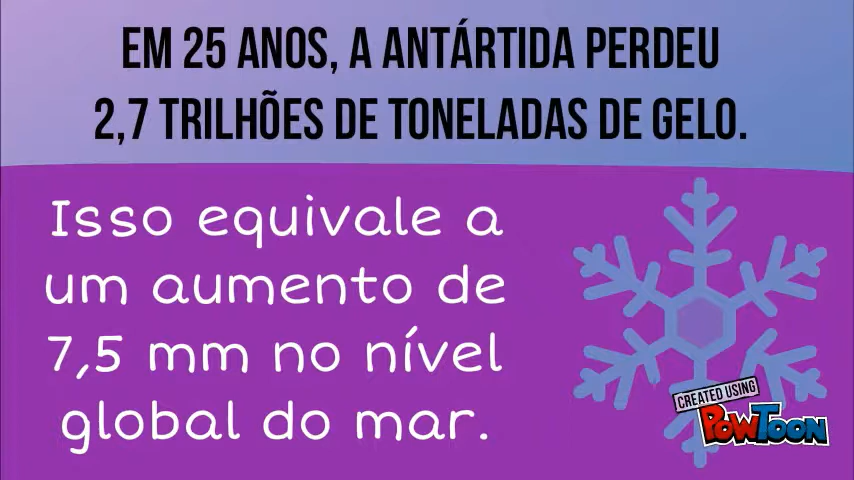 EM 25 ANOS, A ANTÁRTIDA PERDEU
2,7 TRILHÕES DE TONELADAS DE GELO.
Isso equivale a
um aumento de
7,5 mm no nível
global do mar.
CREATED USING
POWTOON